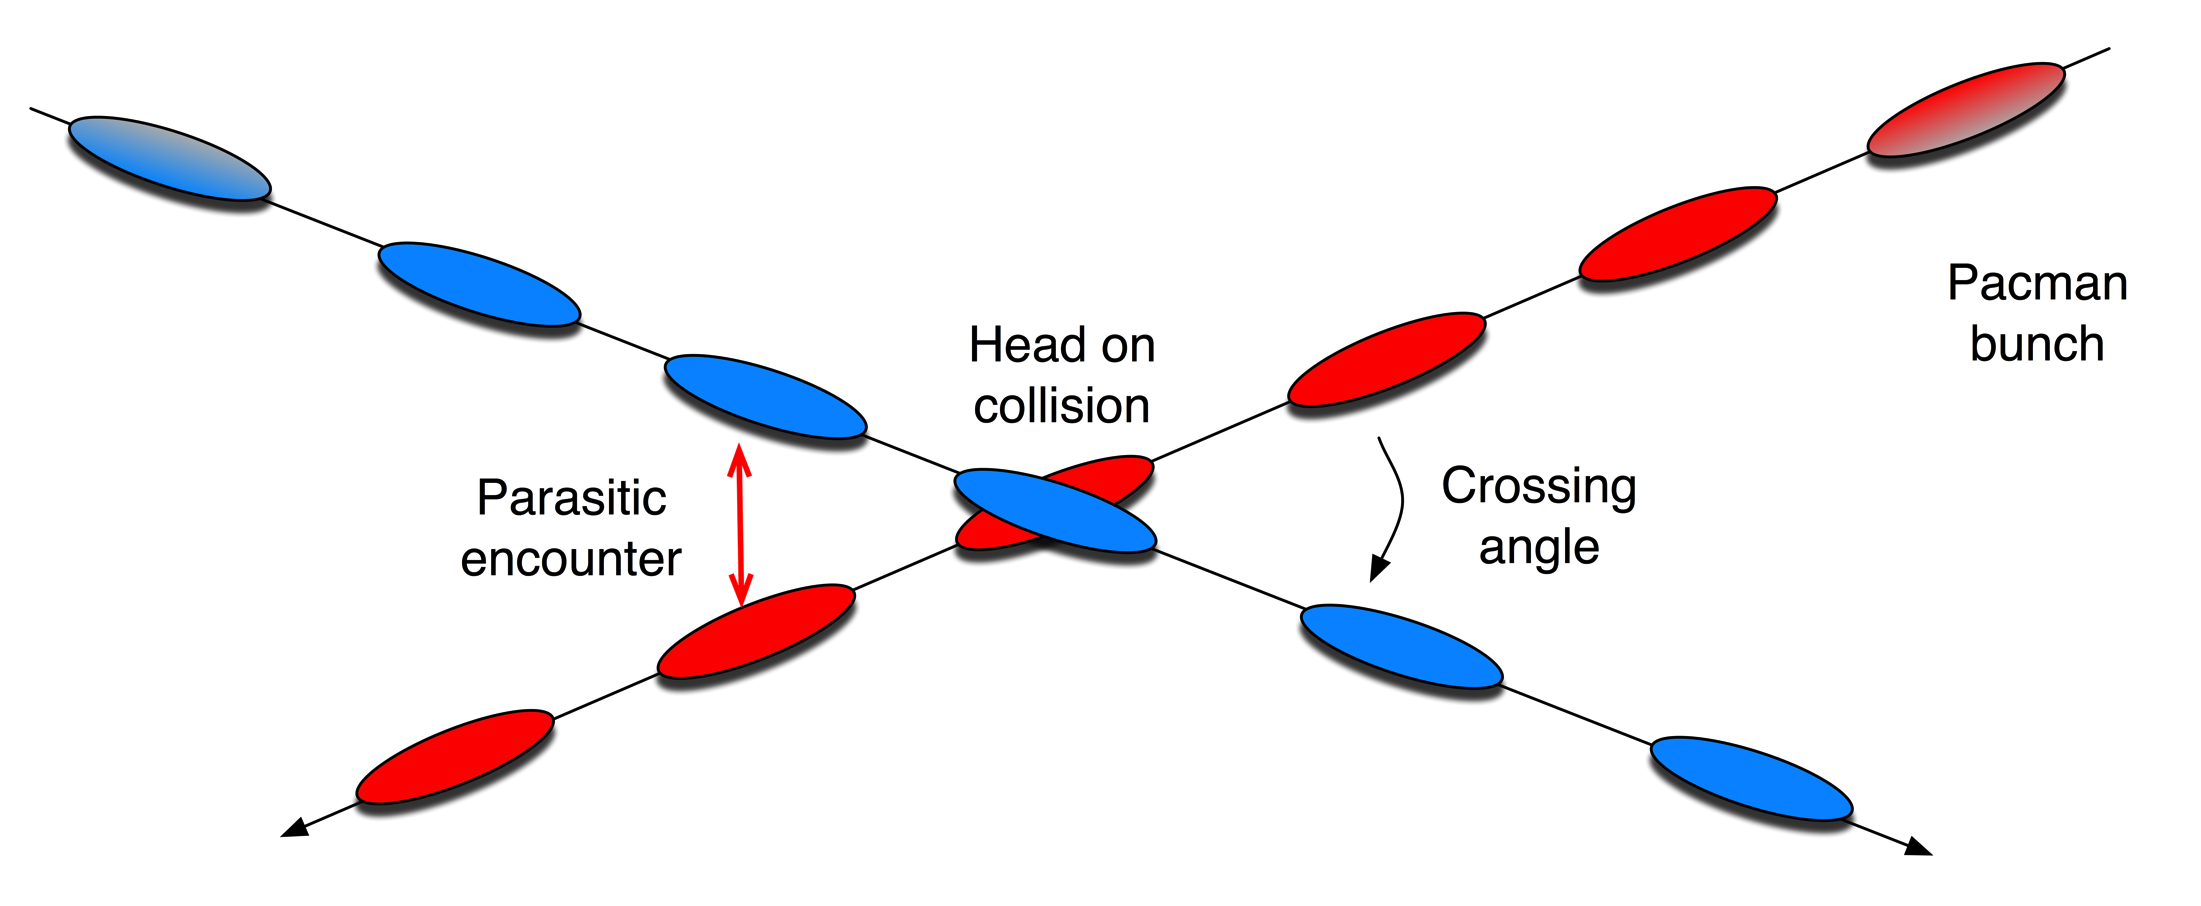 Pacman
bunch
Head on
collision
Parasitic
encounter
Crossing
angle